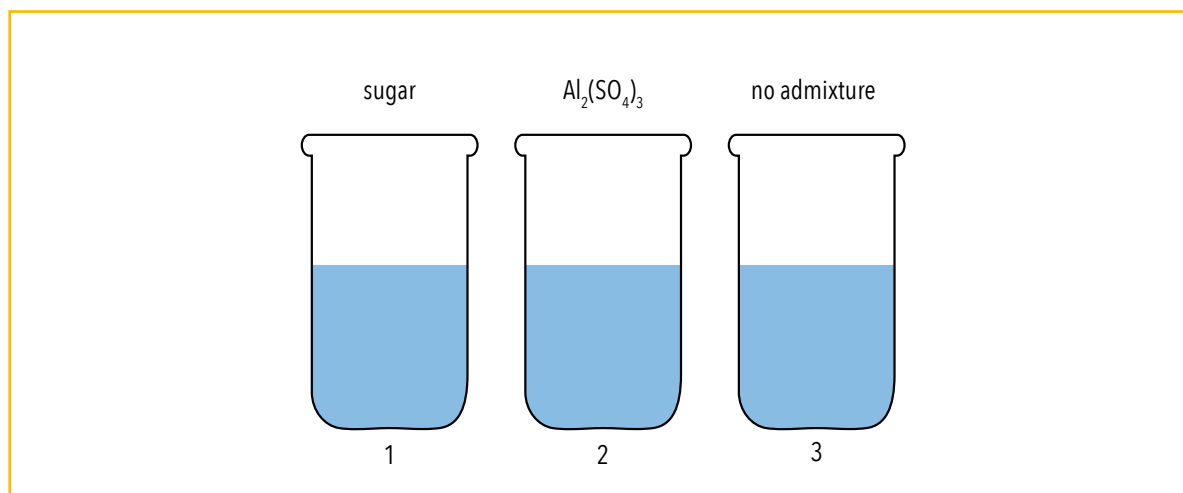 sugar
Al₂(SO₄)₃
no admixture
1
2
3